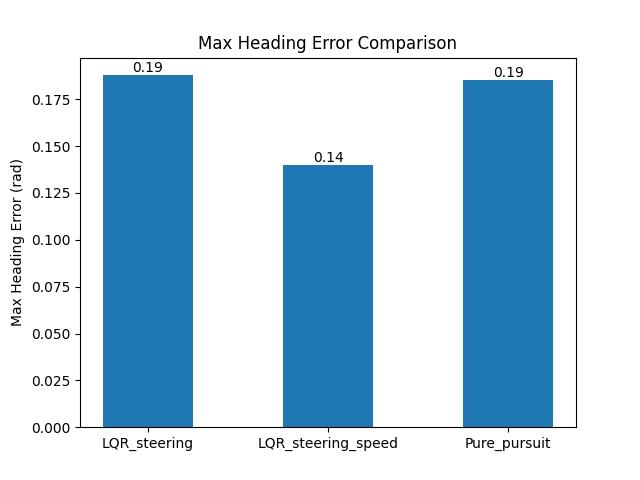 Max Heading Error Comparison
0.19
0.14
0.19
0.175
0.150
0.125
0.100
0.075
0.050
0.025
0.000
Max Heading Error (rad)
LQR_steering
LQR_steering_speed
Pure_pursuit